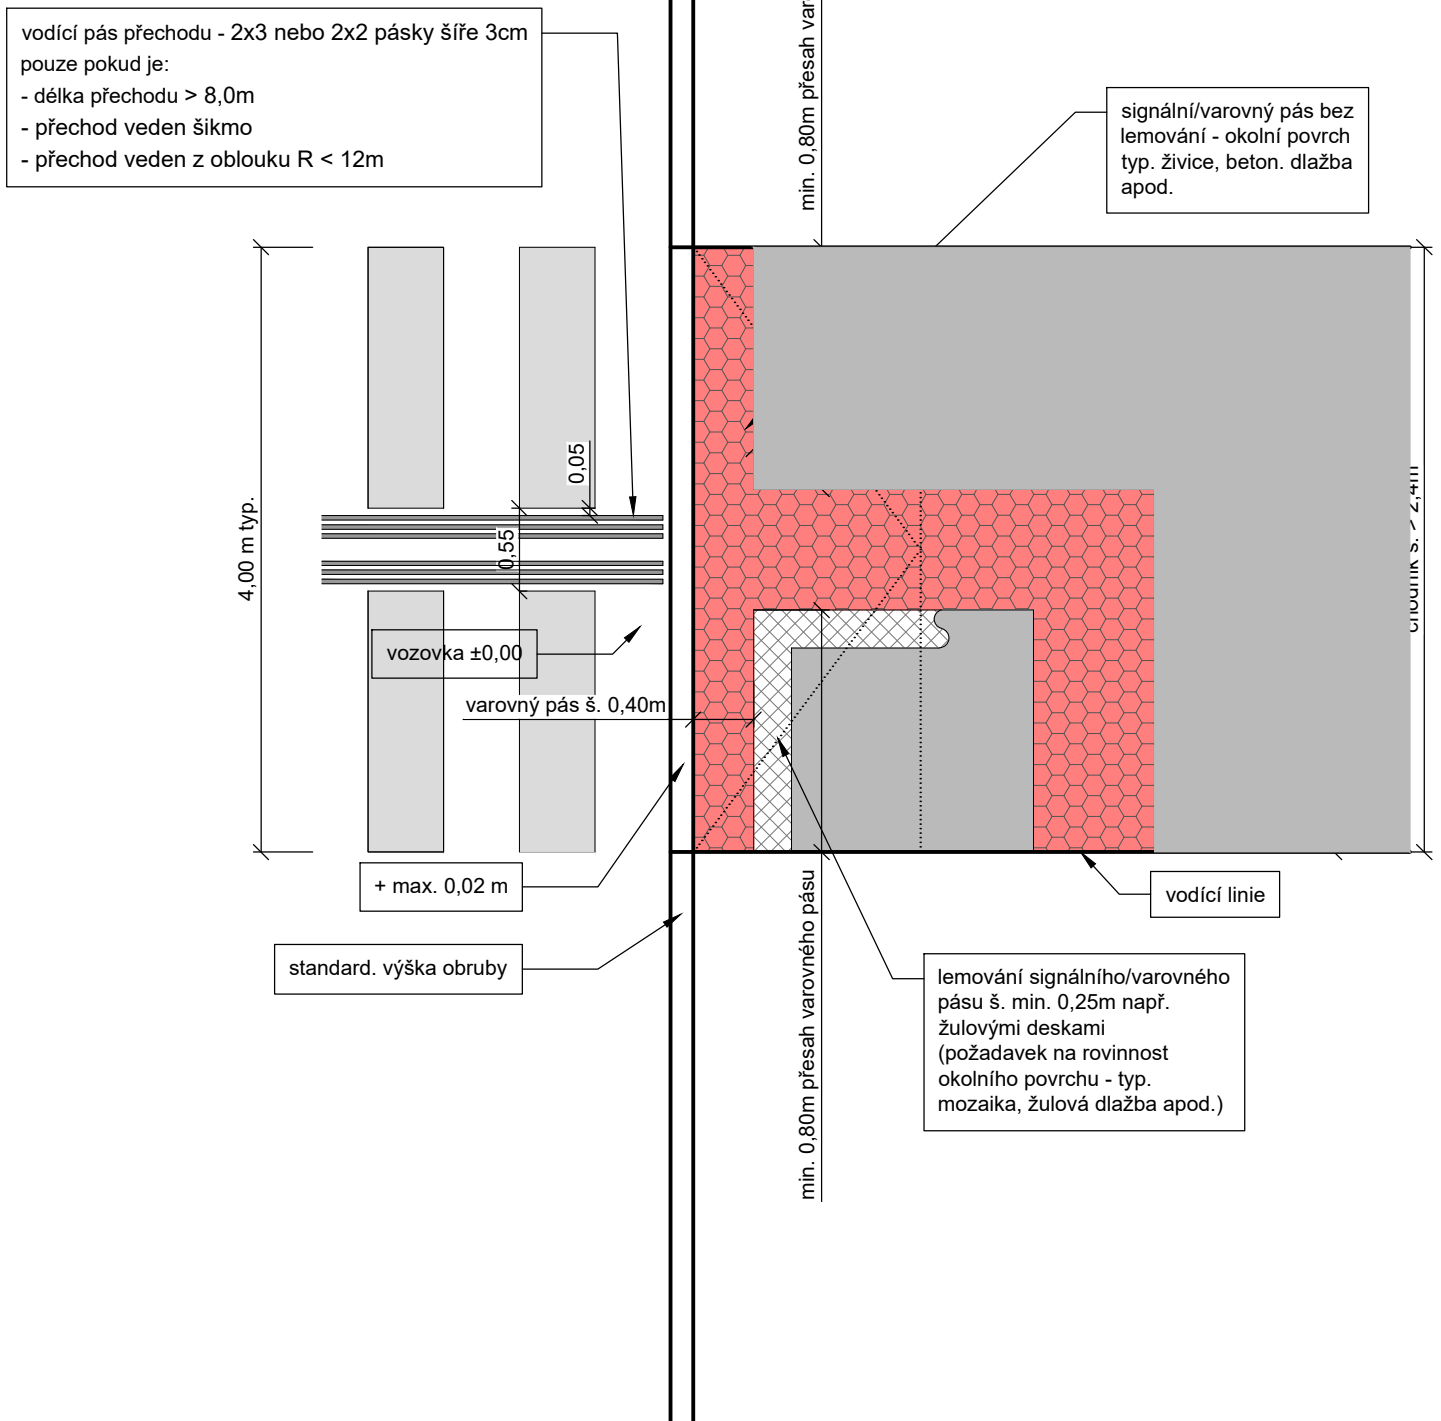 vodící pás přechodu - 2x3 nebo 2x2 pásky šíře 3cm
pouze pokud je:
- délka přechodu > 8,0m
- přechod veden šikmo
- přechod veden z oblouku R < 12m
min. 0,80m přesah
signální/varovný pás bez
lemování - okolní povrch
typ. živice, beton. dlažba
apod.
4,00 m typ.
0,05
0,55
vozovka ±0,00
varovný pás š. 0,40m
+ max. 0,02 m
standard. výška obruby
min. 0,80m přesah varovného pásu
vodící linie
lemování signálního/varovného
pásu š. min. 0,25m např.
žulovými deskami
(požadavek na rovinnost
okolního povrchu - typ.
mozaika, žulová dlažba apod.)